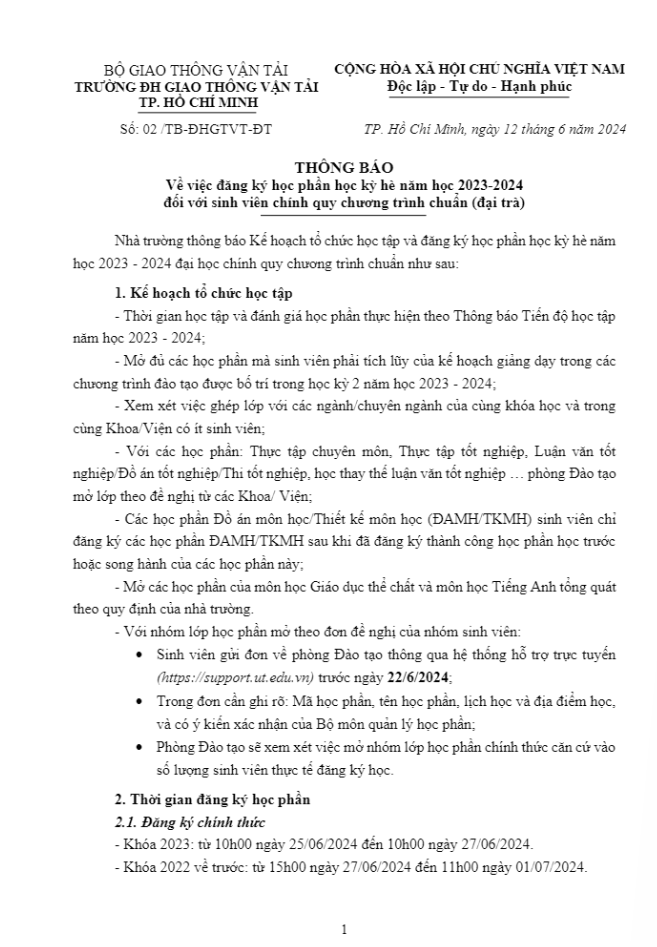 BỘ GIAO THÔNG VẬN TẢI
TRƯỜNG ĐH GIAO THÔNG VẬN TẢI
TP. HỒ CHÍ MINH
Số: 02 /TB-ĐHGTVT-ĐT
CỘNG HÒA XÃ HỘI CHỦ NGHĨA VIỆT NAM
Độc lập - Tự do - Hạnh phúc
TP. Hồ Chí Minh, ngày 12 tháng 6 năm 2024
THÔNG BÁO
Về việc đăng ký học phần học kỳ hè năm học 2023-2024
đối với sinh viên chính quy chương trình chuẩn (đại trà)
Nhà trường thông báo Kế hoạch tổ chức học tập và đăng ký học phần học kỳ hè năm
học 2023 - 2024 đại học chính quy chương trình chuẩn như sau:
1. Kế hoạch tổ chức học tập
- Thời gian học tập và đánh giá học phần thực hiện theo Thông báo Tiến độ học tập
năm học 2023 - 2024;
- Mở đủ các học phần mà sinh viên phải tích lũy của kế hoạch giảng dạy trong các
chương trình đào tạo được bố trí trong học kỳ 2 năm học 2023 - 2024;
- Xem xét việc ghép lớp với các ngành/chuyên ngành của cùng khóa học và trong
cùng Khoa/Viện có ít sinh viên;
- Với các học phần: Thực tập chuyên môn, Thực tập tốt nghiệp, Luận văn tốt
nghiệp/Đồ án tốt nghiệp/Thi tốt nghiệp, học thay thế luận văn tốt nghiệp … phòng Đào tạo
mở lớp theo đề nghị từ các Khoa/ Viện;
- Các học phần Đồ án môn học/Thiết kế môn học (ĐAMH/TKMH) sinh viên chỉ
đăng ký các học phần ĐAMH/TKMH sau khi đã đăng ký thành công học phần học trước
hoặc song hành của các học phần này;
- Mở các học phần của môn học Giáo dục thể chất và môn học Tiếng Anh tổng quát
theo quy định của nhà trường.
- Với nhóm lớp học phần mở theo đơn đề nghị của nhóm sinh viên:
• Sinh viên gửi đơn về phòng Đào tạo thông qua hệ thống hỗ trợ trực tuyến
(https://support.ut.edu.vn) trước ngày 22/6/2024;
• Trong đơn cần ghi rõ: Mã học phần, tên học phần, lịch học và địa điểm học,
và có ý kiến xác nhận của Bộ môn quản lý học phần;
• Phòng Đào tạo sẽ xem xét việc mở nhóm lớp học phần chính thức căn cứ vào
số lượng sinh viên thực tế đăng ký học.
2. Thời gian đăng ký học phần
2.1. Đăng ký chính thức
- Khóa 2023: từ 10h00 ngày 25/06/2024 đến 10h00 ngày 27/06/2024.
- Khóa 2022 về trước: từ 15h00 ngày 27/06/2024 đến 11h00 ngày 01/07/2024.
1